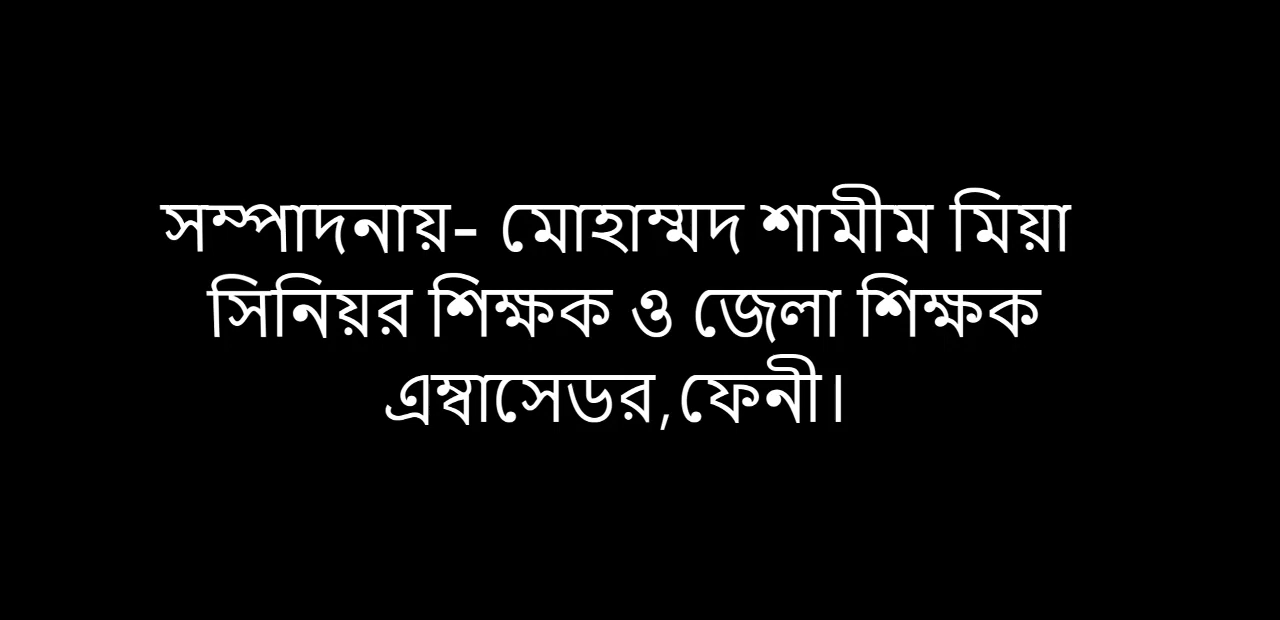 সম্পাদনায়- মোহাম্মদ শামীম মিয়া
সিনিয়র শিক্ষক ও জেলা শিক্ষক
এম্বাসেডর,ফেনী।